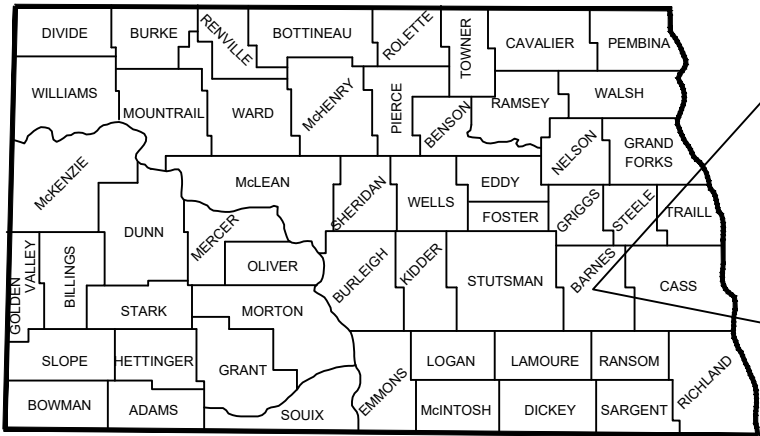 DIVIDE
BURKE
RENVILLE
BOTTINEAU
ROLETTE
TOWNER
CAVALIER
PEMBINA
WILLIAMS
MOUNTRAIL
WARD
McHENRY
PIERCE
BENSON
RAMSEY
WALSH
NELSON
GRAND
FORKS
McKENZIE
DUNN
McLEAN
MERCER
SHERIDAN
WELLS
EDDY
FOSTER
GRIGGS
STEELE
TRAILL
GOLDEN
VALLEY
BILLINGS
STARK
OLIVER
MORTON
BURLEIGH
KIDDER
STUTSMAN
BARNES
CASS
SLOPE
HETTINGER
GRANT
EMMONS
LOGAN
LAMOURE
RANSOM
RICHLAND
BOWMAN
ADAMS
SOUIX
McINTOSH
DICKEY
SARGENT